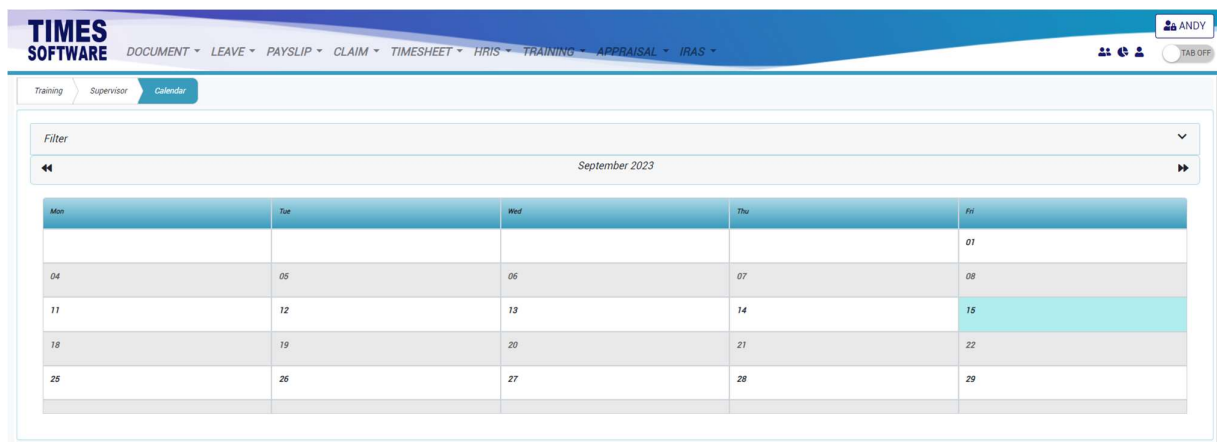 TIMES
SOFTWARE
DOCUMENT LEAVE PAYSLIP CLAIM TIMESHEET HRIS TRAINING APPRAISAL IRAS
ANDY
TAB OFF
Training Supervisor Calendar
Filter
September 2023
Mon Tue Wed Thu Fri
01
04 05 06 07 08
11 12 13 14 15
18 19 20 21 22
25 26 27 28 29